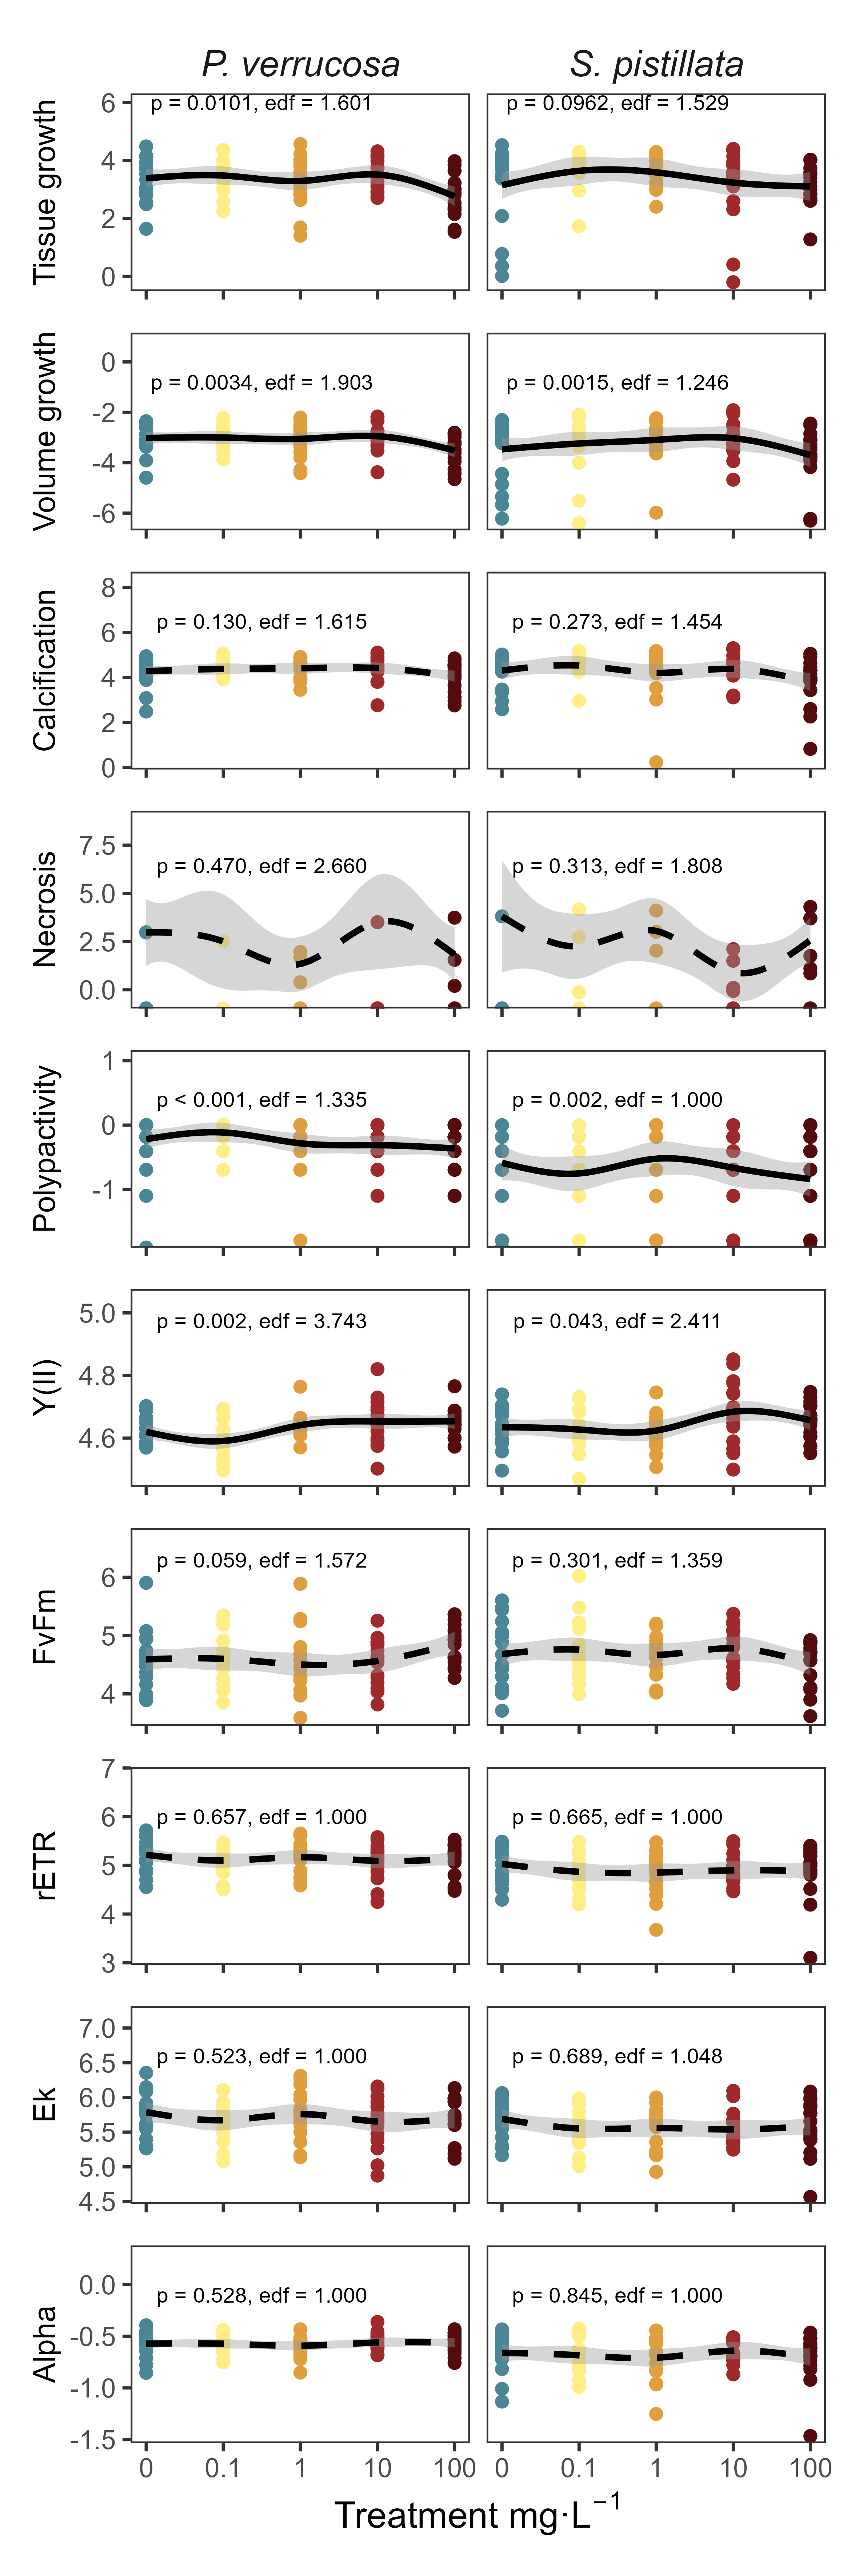 P. verrucosa S. pistillata
Tissue growth
6
4
2
0
p = 0.0101, edf = 1.601
p = 0.0962, edf = 1.529
Volume growth
0
-2
-4
-6
p = 0.0034, edf = 1.903
p = 0.0015, edf = 1.246
Calcification
8
6
4
2
0
p = 0.130, edf = 1.615
p = 0.273, edf = 1.454
Necrosis
7.5
5.0
2.5
0.0
p = 0.470, edf = 2.660
p = 0.313, edf = 1.808
Polypactivity
1
0
-1
p < 0.001, edf = 1.335
p = 0.002, edf = 1.000
Y(II)
5.0
4.8
4.6
p = 0.002, edf = 3.743
p = 0.043, edf = 2.411
FvFm
6
5
4
p = 0.059, edf = 1.572
p = 0.301, edf = 1.359
rETR
7
6
5
4
3
p = 0.657, edf = 1.000
p = 0.665, edf = 1.000
Ek
7.0
6.5
6.0
5.5
5.0
4.5
p = 0.523, edf = 1.000
p = 0.689, edf = 1.048
Alpha
0.0
-0.5
-1.0
-1.5
p = 0.528, edf = 1.000
p = 0.845, edf = 1.000
0 0.1 1 10 100 0 0.1 1 10 100
Treatment mg·L⁻¹